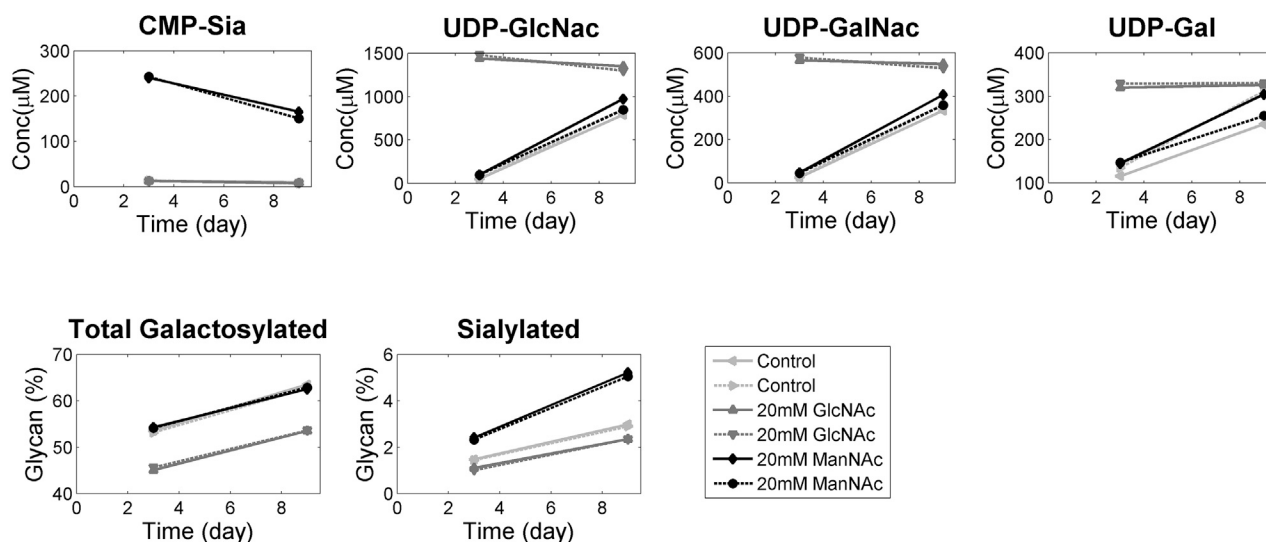 CMP-Sia
UDP-GlcNac
UDP-GalNac
UDP-Gal
Conc(μM)
300
200
100
0
0 2 4 6 8
Time (day)
Conc(μM)
1500
1000
500
0
0 2 4 6 8
Time (day)
Conc(μM)
600
400
200
0
0 2 4 6 8
Time (day)
Conc(μM)
400
300
200
100
0 2 4 6 8
Time (day)
Total Galactosylated
Sialylated
Glycan (%)
70
60
50
40
0 2 4 6 8
Time (day)
Glycan (%)
6
4
2
0
0 2 4 6 8
Time (day)
Control
Control
20mM GlcNAc
20mM GlcNAc
20mM ManNAc
20mM ManNAc